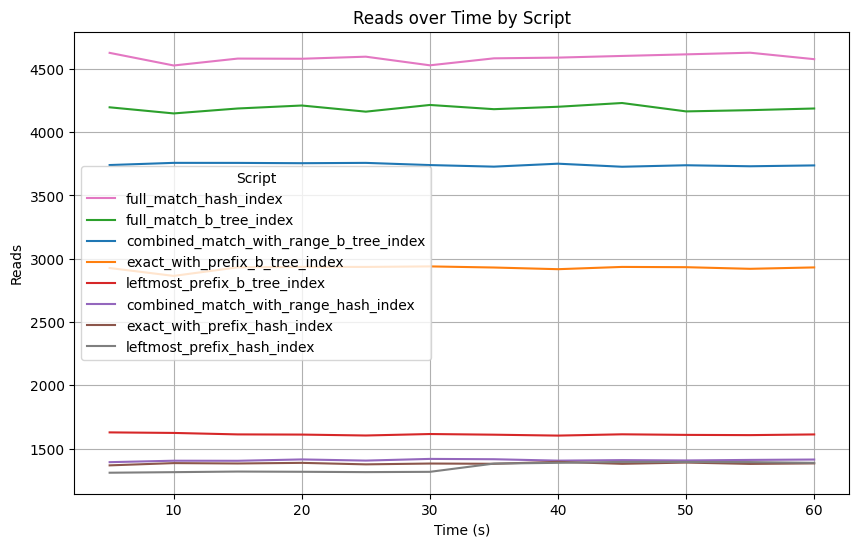 Reads over Time by Script
Reads
4500
4000
3500
3000
2500
2000
1500
Script
full_match_hash_index
full_match_b_tree_index
combined_match_with_range_b_tree_index
exact_with_prefix_b_tree_index
leftmost_prefix_b_tree_index
combined_match_with_range_hash_index
exact_with_prefix_hash_index
leftmost_prefix_hash_index
10 20 30 40 50 60
Time (s)